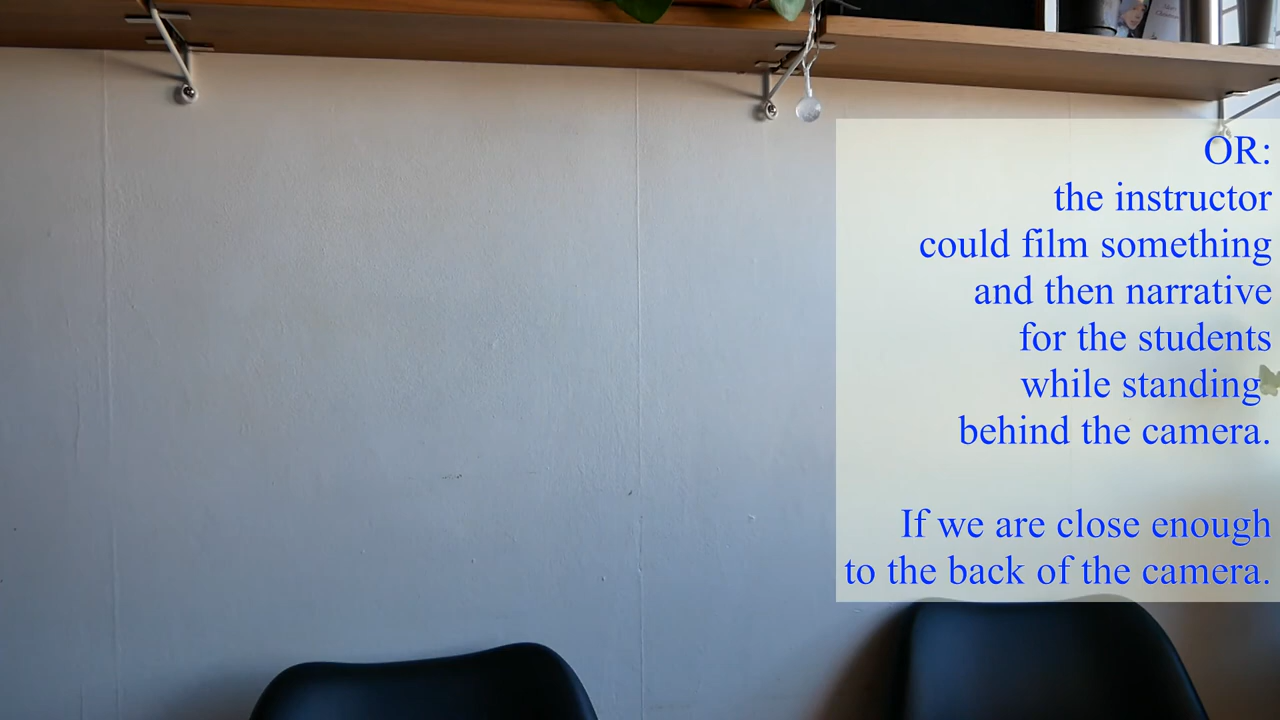 OR:
the instructor
could film something
and then narrative
for the students
while standing
behind the camera.
If we are close enough
to the back of the camera.